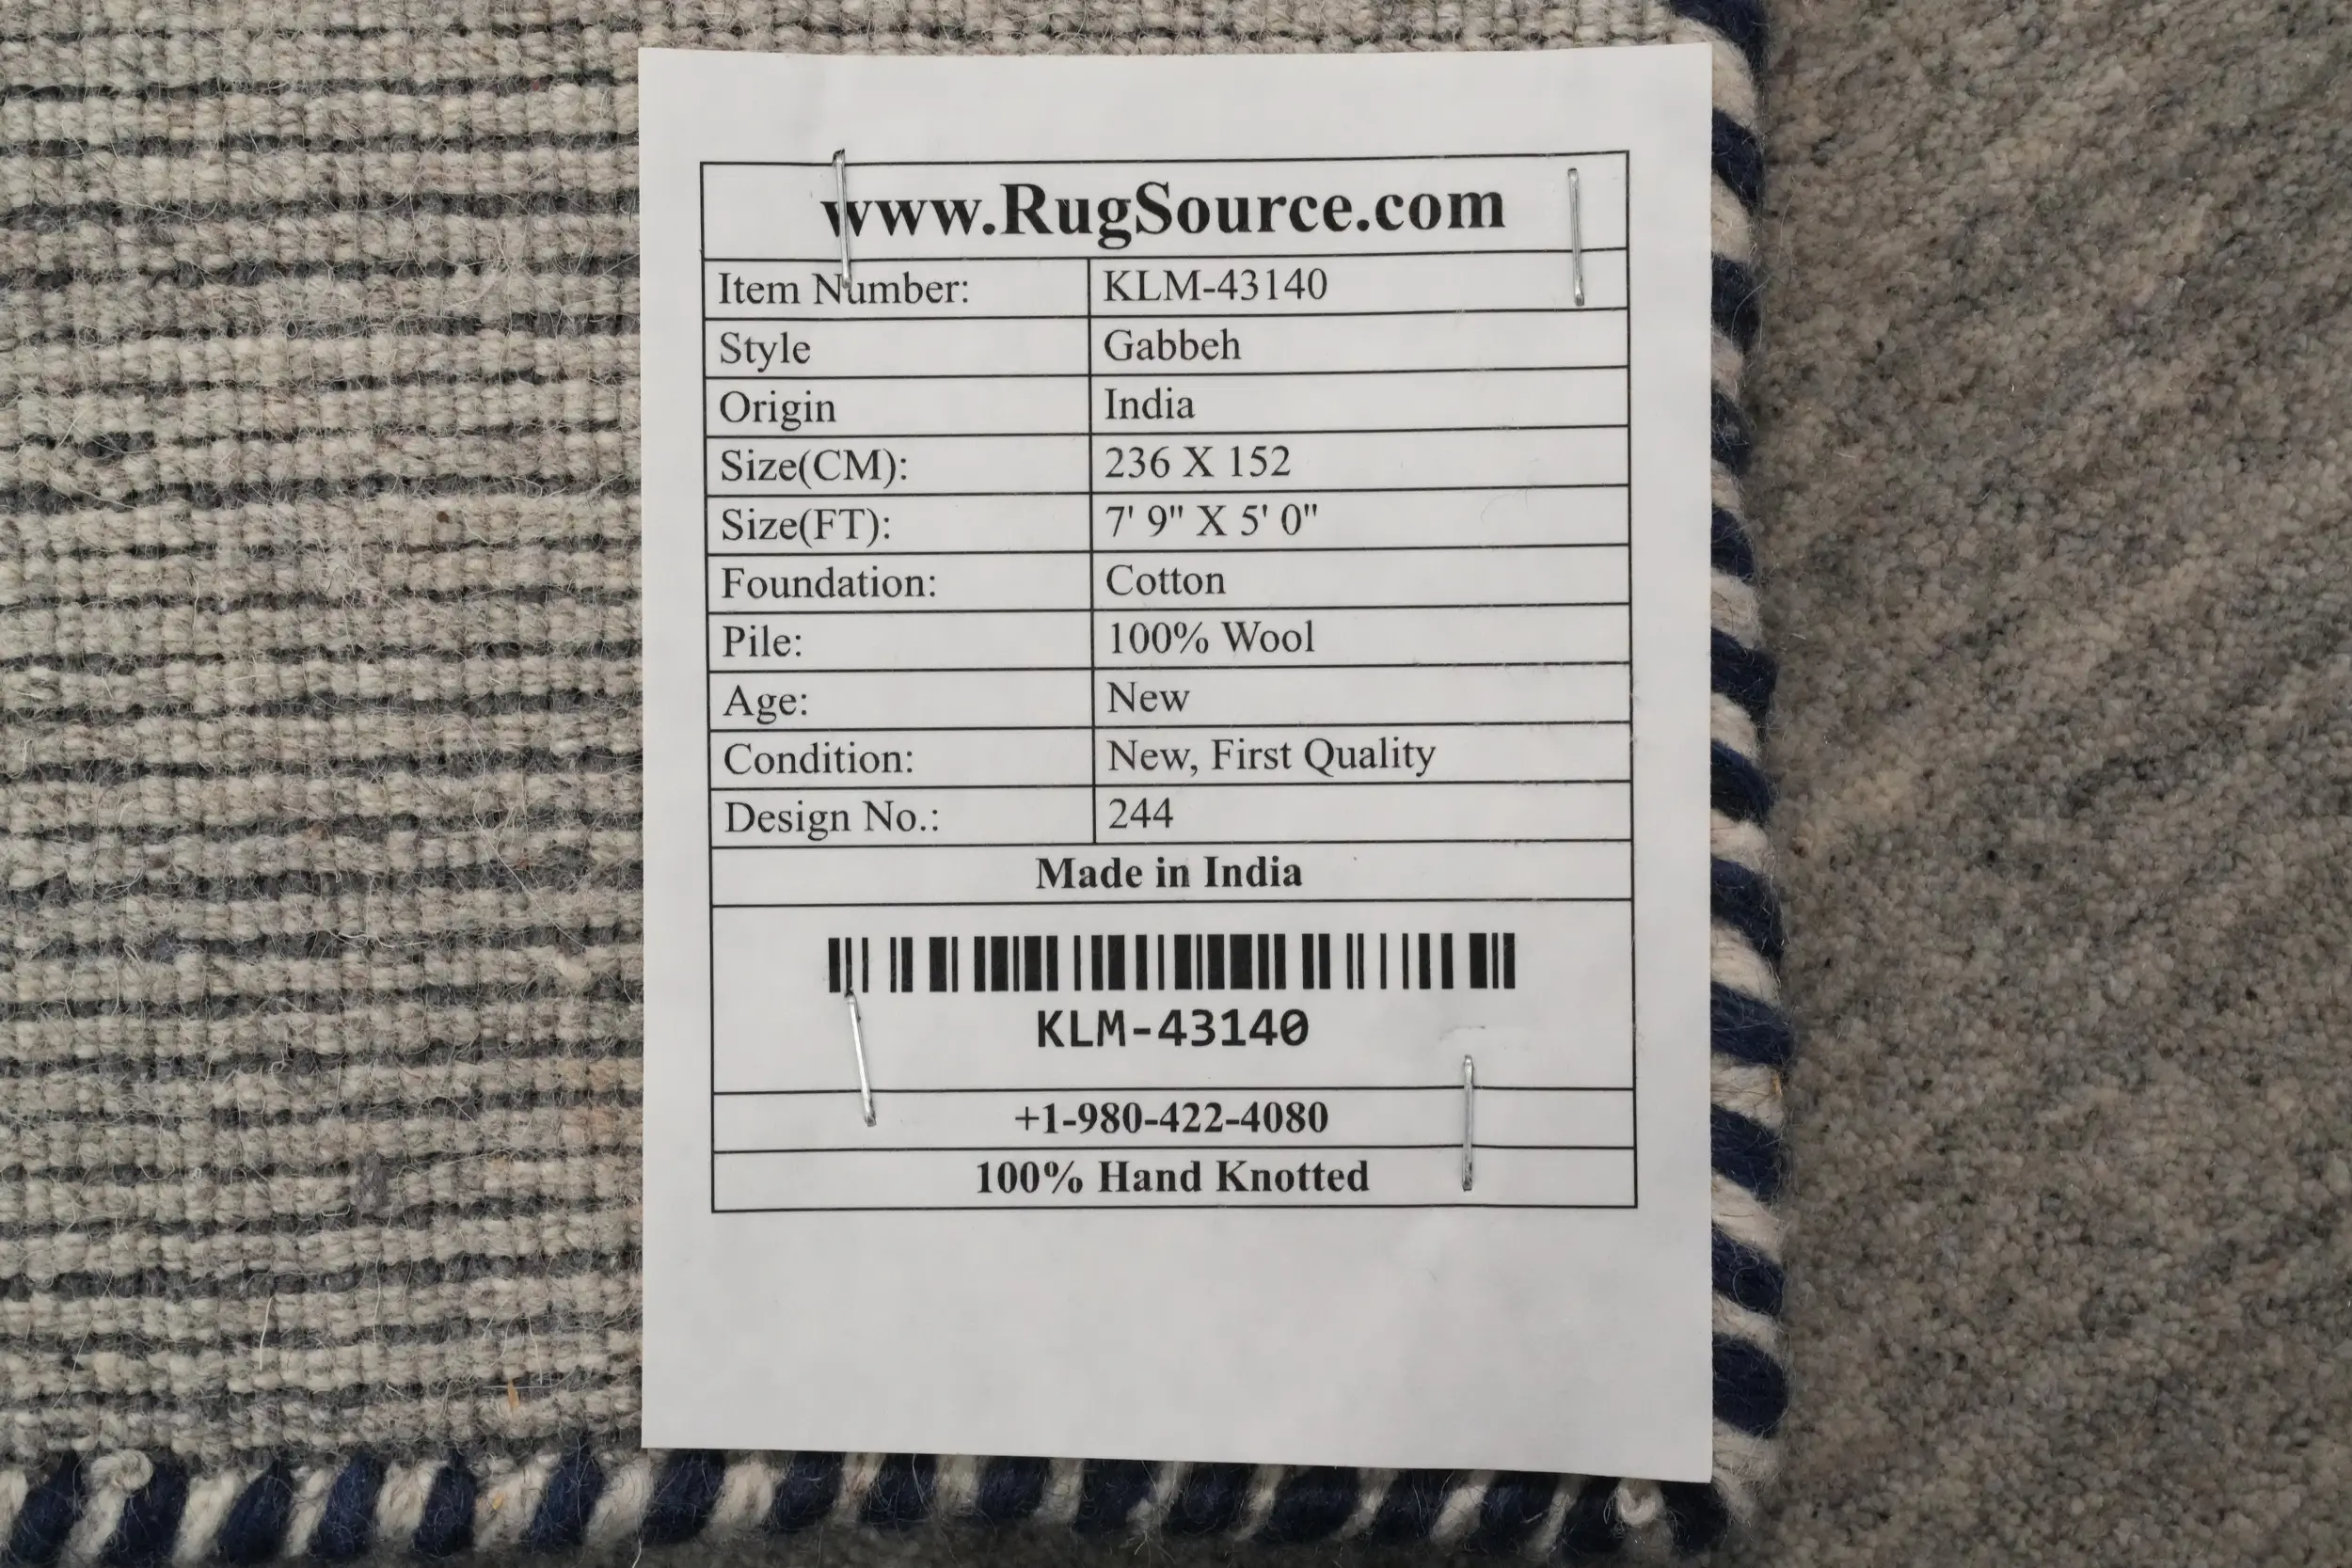 www.RugSource.com
Item Number: KLM-43140
Style Gabbeh
Origin India
Size(CM): 236 X 152
Size(FT): 7' 9" X 5' 0"
Foundation: Cotton
Pile: 100% Wool
Age: New
Condition: New, First Quality
Design No.: 244
Made in India
KLM-43140
+1-980-422-4080
100% Hand Knotted